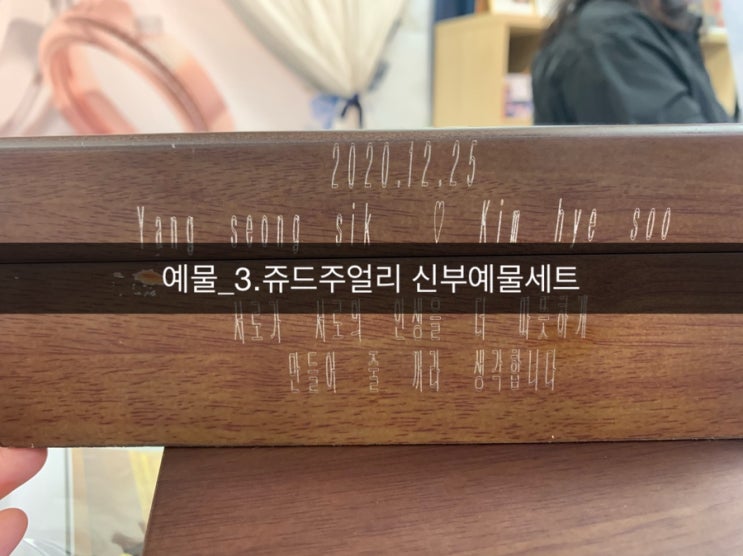 2020.12.25
Yang seong sik ♡ Kim hye soo
예물_3.쥬드주얼리 신부예물세트
서로가 서로의 인생을 더 따뜻하게
만들어 줄 꺼라 생각합니다